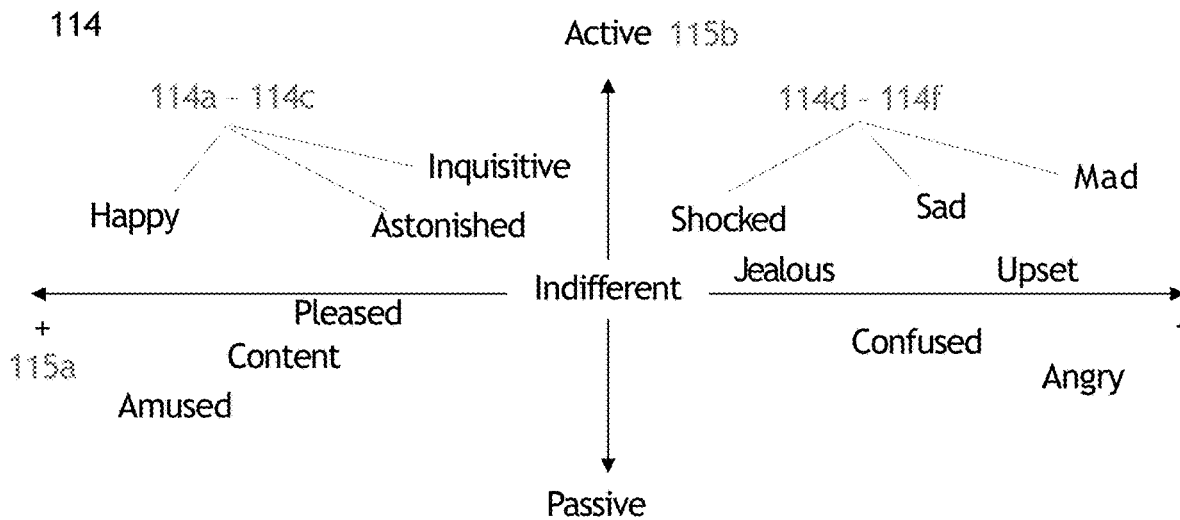 114
Active 115b
114a - 114c
114d - 114f
Inquisitive
Mad
Happy
Astonished
Shocked
Sad
Jealous
Upset
Indifferent
Pleased
+
-
Confused
Content
115a
Angry
Amused
Passive